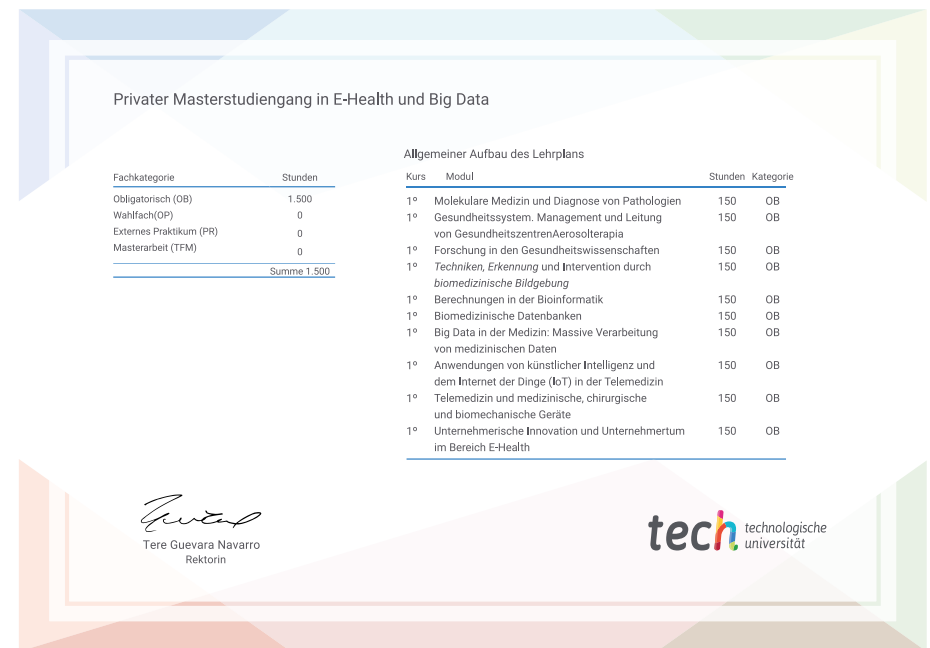 Privater Masterstudiengang in E-Health und Big Data
Fachkategorie Stunden
Obligatorisch (OB) 1.500
Wahlfach(OP) 0
Externes Praktikum (PR) 0
Masterarbeit (TFM) 0
Summe 1.500
Allgemeiner Aufbau des Lehrplans
Kurs Modul Stunden Kategorie
1º Molekulare Medizin und Diagnose von Pathologien 150 OB
1º Gesundheitssystem. Management und Leitung 150 OB
von GesundheitszentrenAerosolterapia
1º Forschung in den Gesundheitswissenschaften 150 OB
1º Techniken, Erkennung und Intervention durch 150 OB
biomedizinische Bildgebung
1º Berechnungen in der Bioinformatik 150 OB
1º Biomedizinische Datenbanken 150 OB
1º Big Data in der Medizin: Massive Verarbeitung 150 OB
von medizinischen Daten
1º Anwendungen von künstlicher Intelligenz und 150 OB
dem Internet der Dinge (IoT) in der Telemedizin
1º Telemedizin und medizinische, chirurgische 150 OB
und biomechanische Geräte
1º Unternehmerische Innovation und Unternehmertum 150 OB
im Bereich E-Health
Tere Guevara Navarro
Rektorin
tech technologische
universität